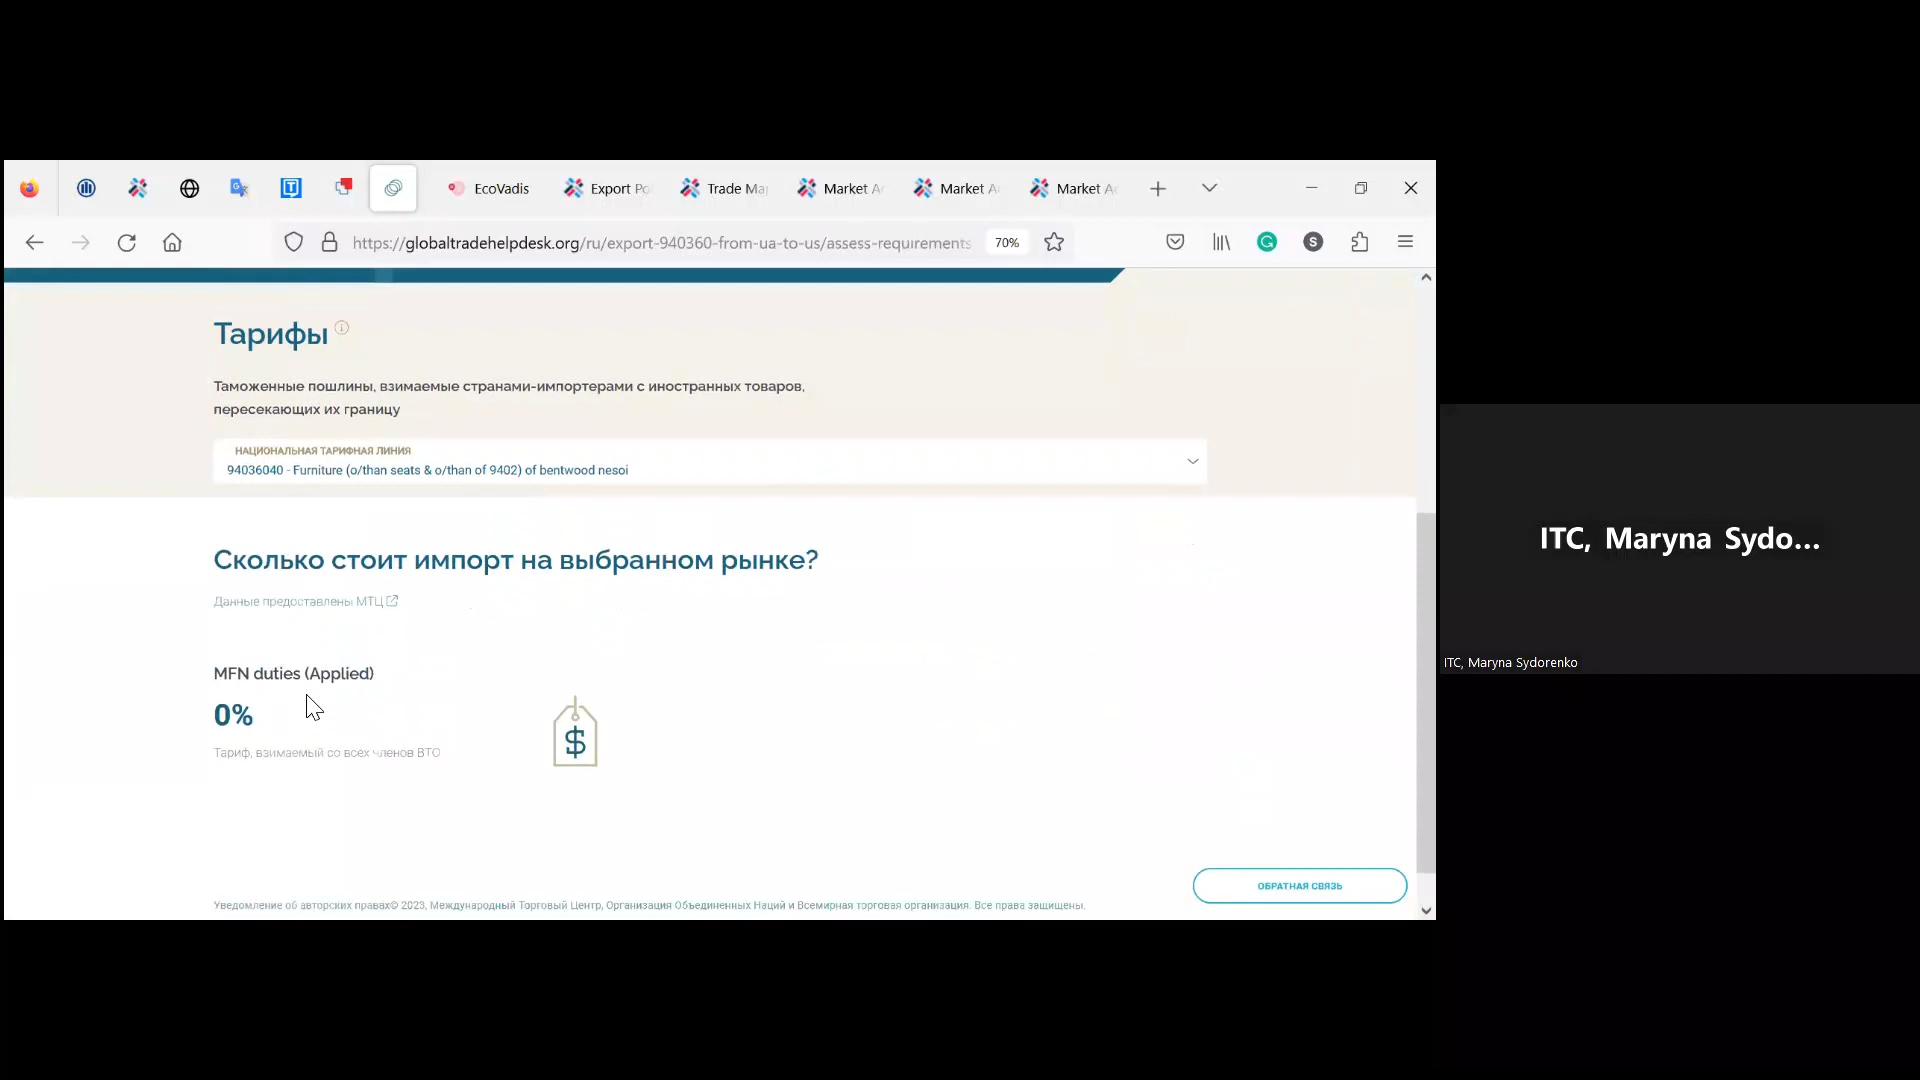 EcoVadis
Export Po
Trade Ma
Market A
Market A
Market A
https://globaltradehelpdesk.org/ru/export-940360-from-ua-to-us/assess-requirements
70%
S
Тарифы
Таможенные пошлины, взимаемые странами-импортерами с иностранных товаров,
пересекающих их границу
НАЦИОНАЛЬНАЯ ТАРИФНАЯ ЛИНИЯ
94036040 - Furniture (o/than seats & o/than of 9402) of bentwood nesoi
Сколько стоит импорт на выбранном рынке?
Данные предоставлены МТЦ
MFN duties (Applied)
0%
$
Тариф, взимаемый со всех членов ВТО
ОБРАТНАЯ СВЯЗЬ
Уведомление об авторских правах© 2023, Международный Торговый Центр, Организация Объединенных Наций и Всемирная торговая организация. Все права защищены.
ITC, Maryna Sydo...
ITC, Maryna Sydorenko